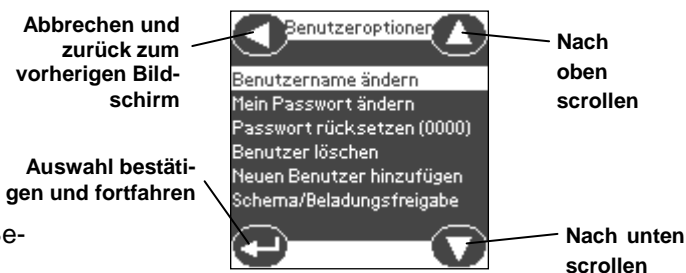 Abbrechen und
zurück zum
vorherigen Bild-
schirm
Auswahl bestäti-
gen und fortfahren
e-
Benutzeroptionen
Benutzername ändern
Mein Passwort ändern
Passwort rücksetzen (0000)
Benutzer löschen
Neuen Benutzer hinzufügen
Schema/Beladungsfreigabe
Nach
oben
scrollen
Nach unten
scrollen